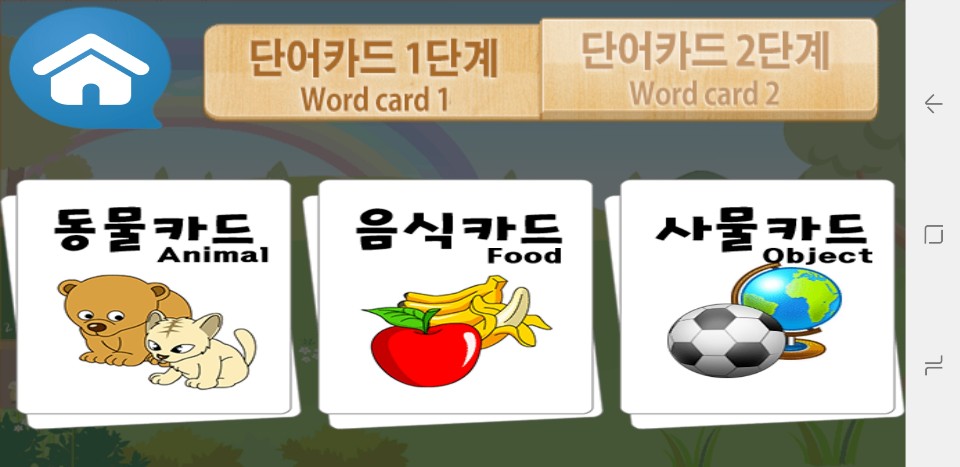 단어카드 1단계
Word card 1
단어카드 2단계
Word card 2
동물카드
Animal
음식카드
Food
사물카드
Object